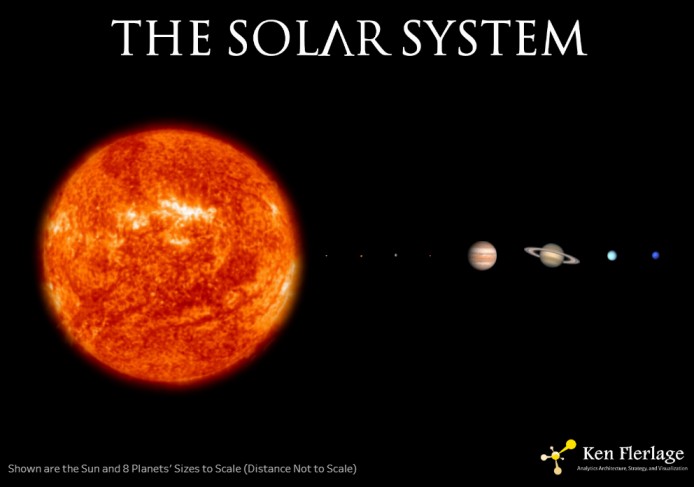 THE SOLAR SYSTEM
Ken Flerlage
Analytics Architecture, Strategy, and Visualization
Shown are the Sun and 8 Planets' Sizes to Scale (Distance Not to Scale)